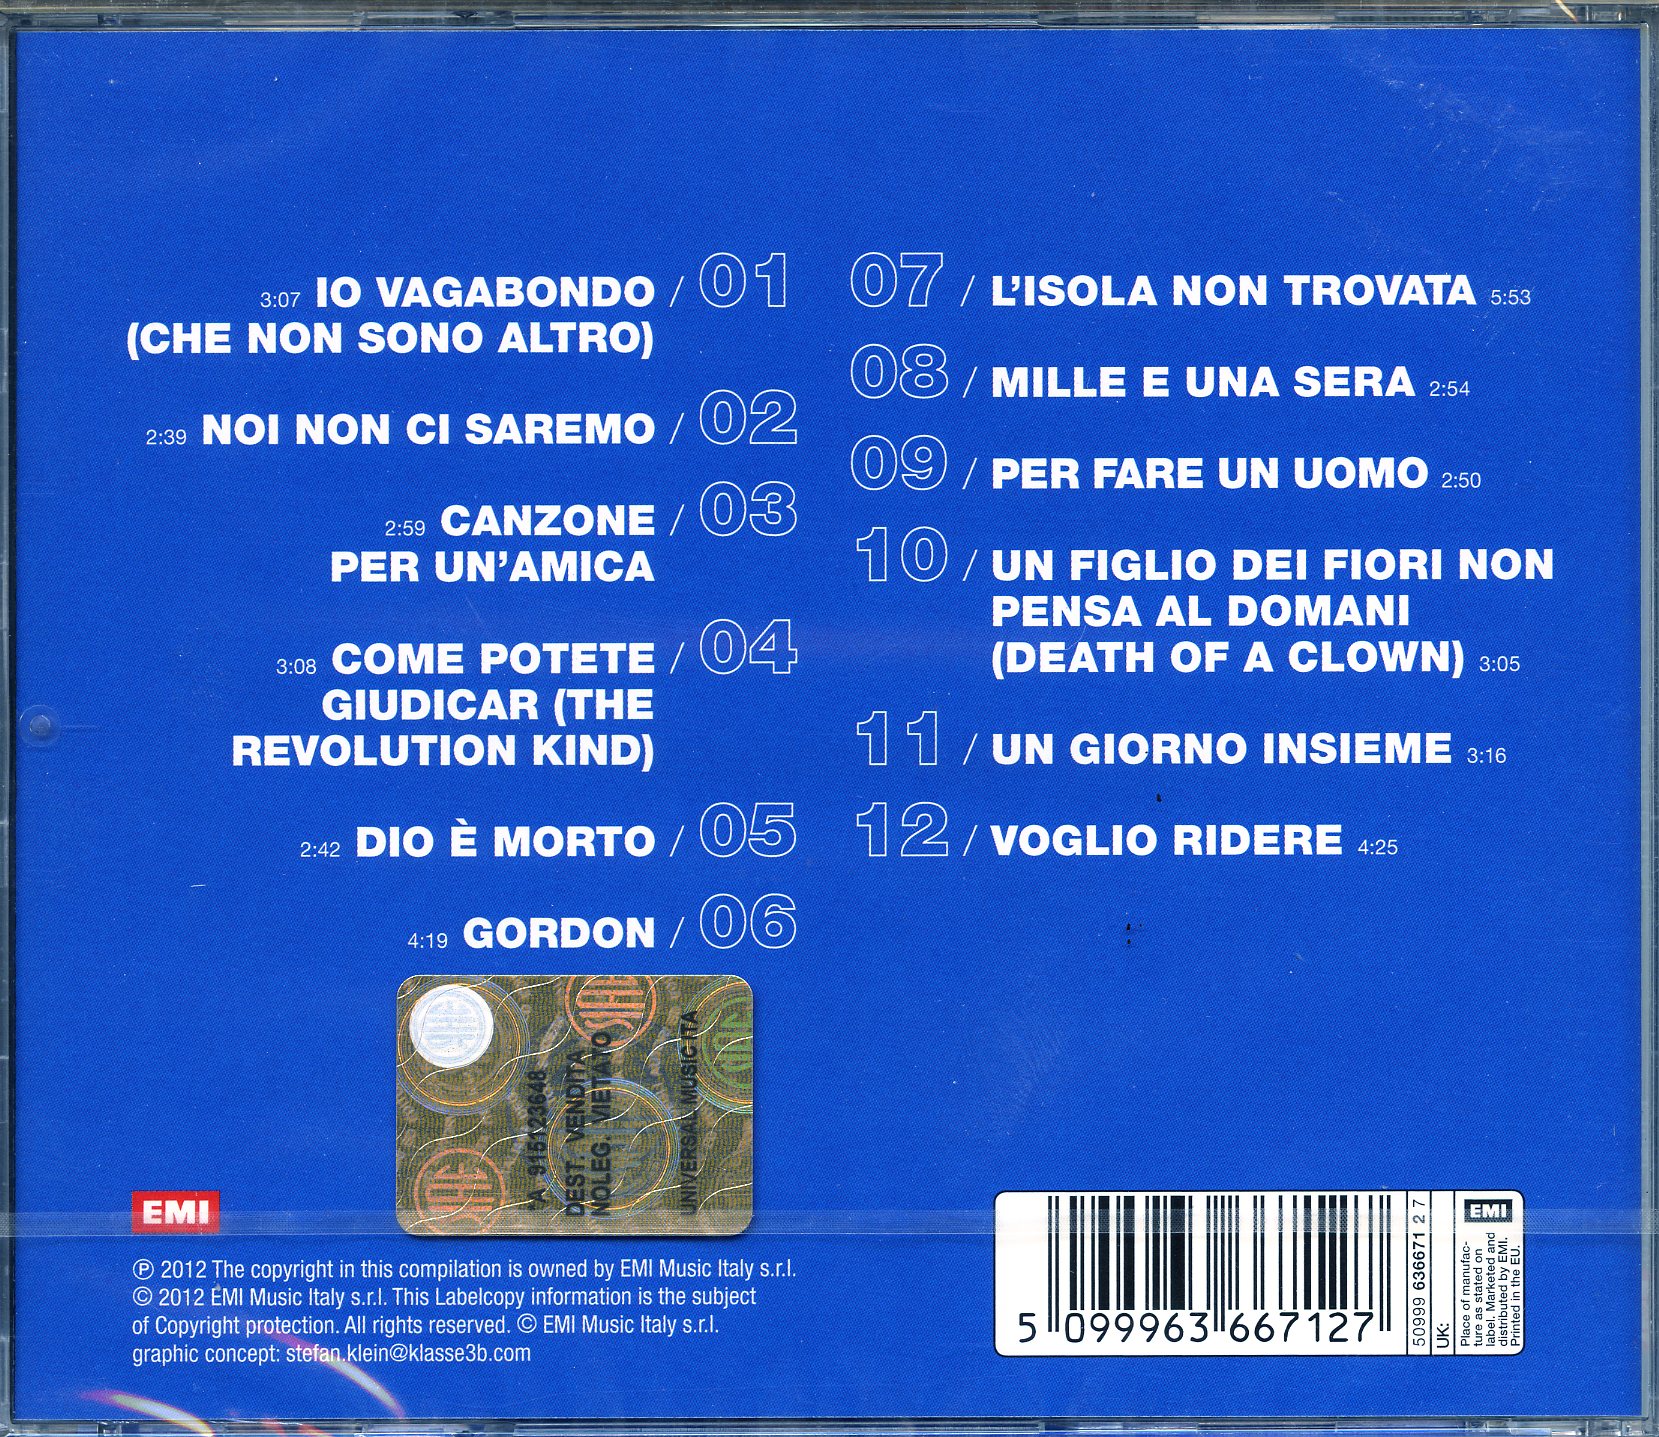 3:07 IO VAGABONDO / 01
(CHE NON SONO ALTRO)
2:39 NOI NON CI SAREMO / 02
2:59 CANZONE / 03
PER UN'AMICA
3:08 COME POTETE / 04
GIUDICAR (THE
REVOLUTION KIND)
2:42 DIO È MORTO / 05
4:19 GORDON / 06
07 / L'ISOLA NON TROVATA 5:53
08 / MILLE E UNA SERA 2:54
09 / PER FARE UN UOMO 2:50
10 / UN FIGLIO DEI FIORI NON
PENSA AL DOMANI
(DEATH OF A CLOWN) 3:05
11 / UN GIORNO INSIEME 3:16
12 / VOGLIO RIDERE 4:25
SIAE
A 915123648
DEST. VENDITA
NOLEG. VIETATO
UNIVERSAL MUSIC ITA
EMI
℗ 2012 The copyright in this compilation is owned by EMI Music Italy s.r.l.
© 2012 EMI Music Italy s.r.l. This Labelcopy information is the subject
of Copyright protection. All rights reserved. © EMI Music Italy s.r.l.
graphic concept: stefan.klein@klasse3b.com
5 099963 667127
50999 636671 2 7
UK:
EMI
Place of manufac-
ture as stated on
label. Marketed and
distributed by EMI.
Printed in the EU.